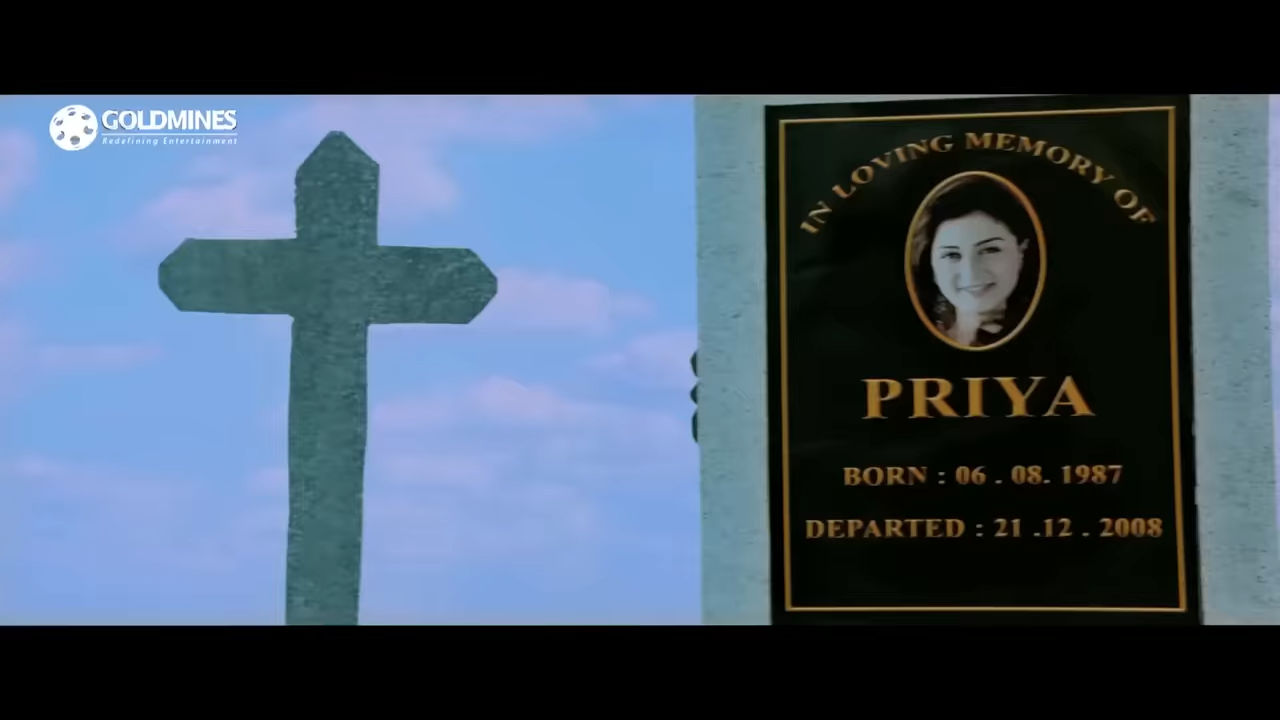 GOLDMINES
Redefining Entertainment
IN LOVING MEMORY OF
PRIYA
BORN : 06 . 08. 1987
DEPARTED : 21 .12 . 2008